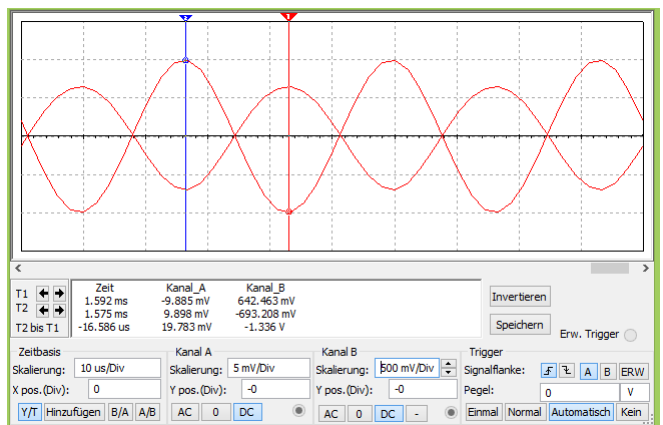 2
1
Zeit Kanal_A Kanal_B
T1 1.592 ms -9.885 mV 642.463 mV
T2 1.575 ms 9.898 mV -693.208 mV
T2 bis T1 -16.586 us 19.783 mV -1.336 V
Invertieren
Speichern
Erw. Trigger
Zeitbasis Kanal A Kanal B Trigger
Skalierung: 10 us/Div Skalierung: 5 mV/Div Skalierung: 500 mV/Div Signalflanke: A B ERW
X pos.(Div): 0 Y pos.(Div): -0 Y pos.(Div): -0 Pegel: 0 V
Y/T Hinzufügen B/A A/B AC 0 DC AC 0 DC - Einmal Normal Automatisch Kein